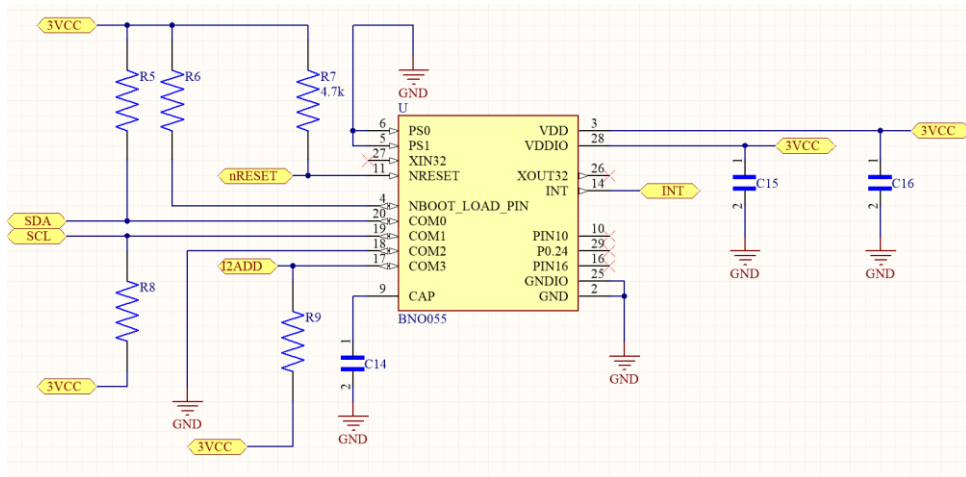 3VCC
R5
R6
R7
4.7k
GND
U
6 PS0
5 PS1
27 XIN32
nRESET
11 NRESET
4 NBOOT_LOAD_PIN
SDA
20 COM0
SCL
19 COM1
18 COM2
I2ADD
17 COM3
9 CAP
BNO055
VDD 3
3VCC
VDDIO 28
3VCC
XOUT32 26
INT 14
INT
PIN10 10
P0.24 29
PIN16 16
GNDIO 25
GND 2
1
C15
2
GND
1
C16
2
GND
GND
R8
3VCC
GND
R9
3VCC
1
C14
2
GND